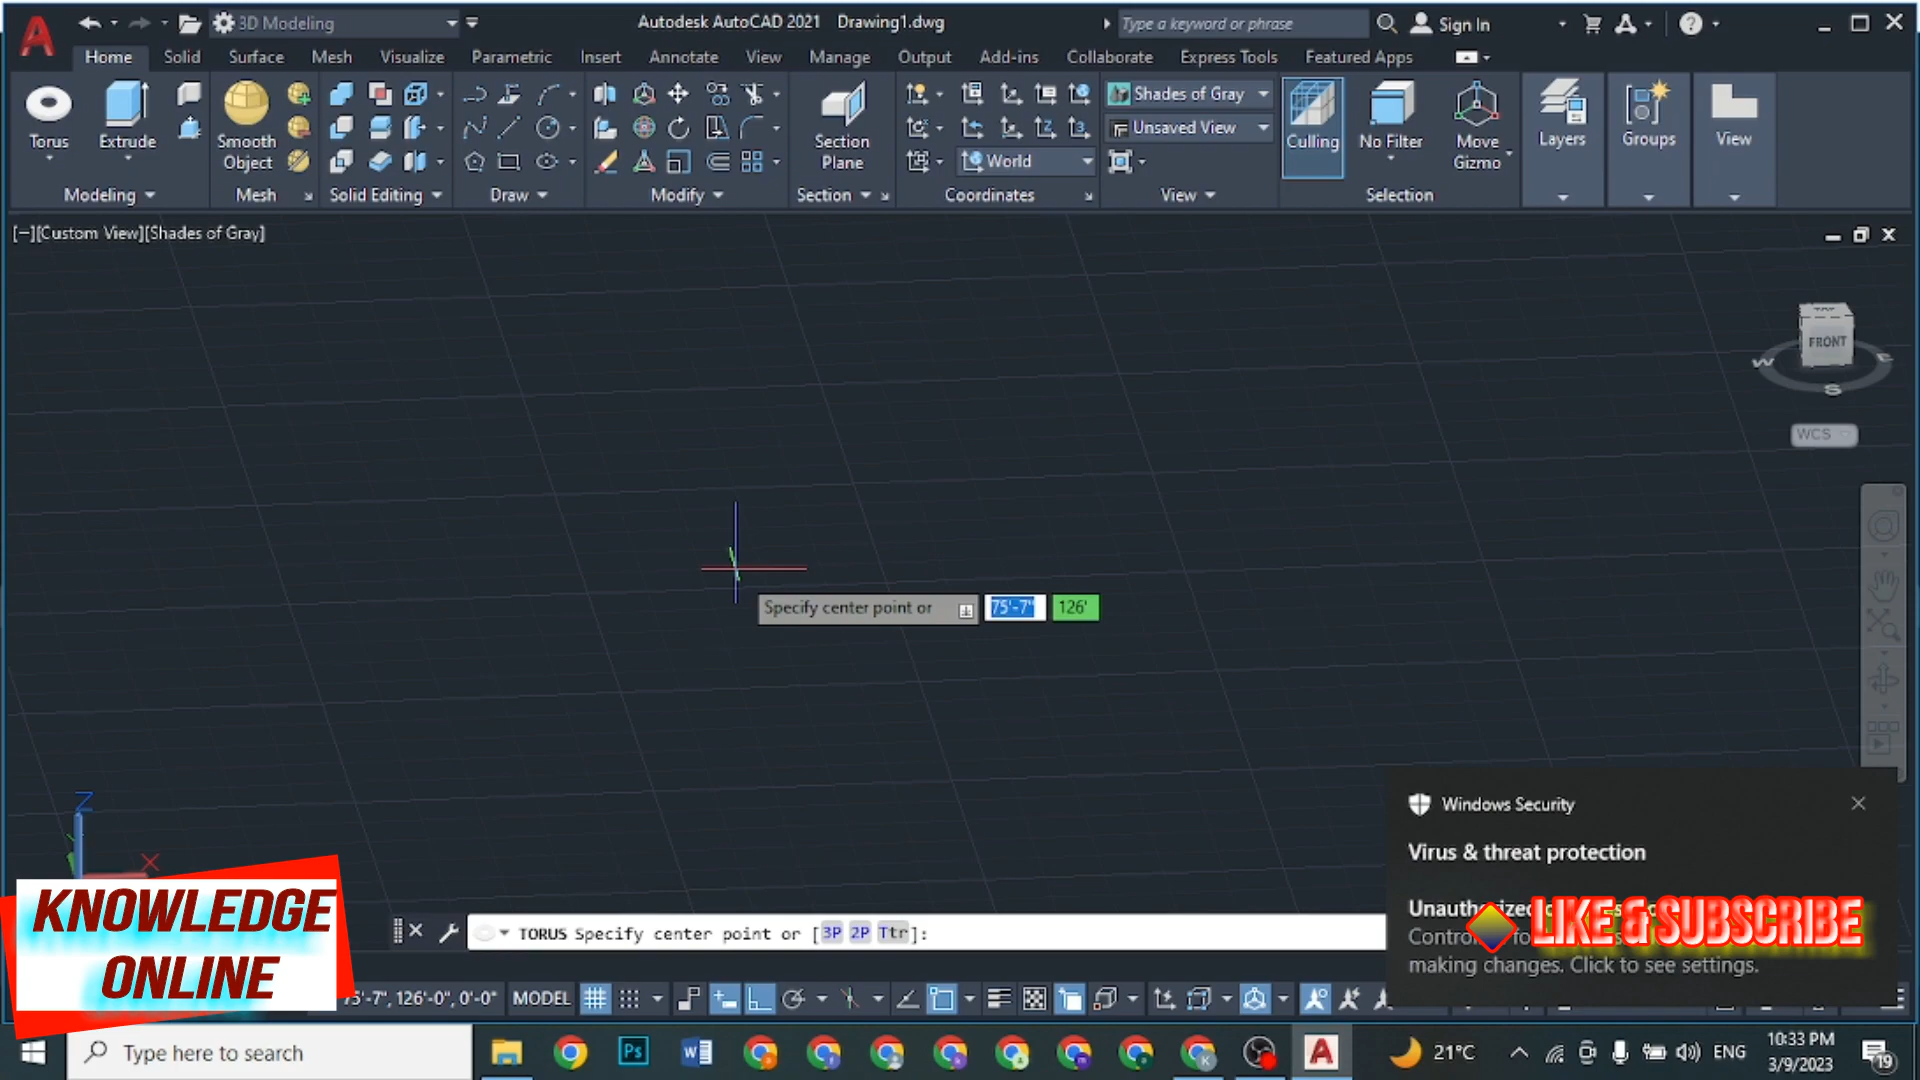 3D Modeling
Autodesk AutoCAD 2021 Drawing1.dwg
Type a keyword or phrase
Sign In
Home Solid Surface Mesh Visualize Parametric Insert Annotate View Manage Output Add-ins Collaborate Express Tools Featured Apps
Torus
Extrude
Smooth
Object
Section
Plane
World
Shades of Gray
Unsaved View
Culling
No Filter
Move
Gizmo
Layers
Groups
View
Modeling Mesh Solid Editing Draw Modify Section Coordinates View Selection
[−][Custom View][Shades of Gray]
TOP
FRONT
W S
WCS
Specify center point or 75'-7" 126'
Z
X
Windows Security
Virus & threat protection
making changes. Click to see settings.
LIKE & SUBSCRIBE
KNOWLEDGE
ONLINE
TORUS Specify center point or [3P 2P Ttr]:
75'-7", 126'-0", 0'-0" MODEL
Type here to search
Ps
21°C
ENG
10:33 PM
3/9/2023
19